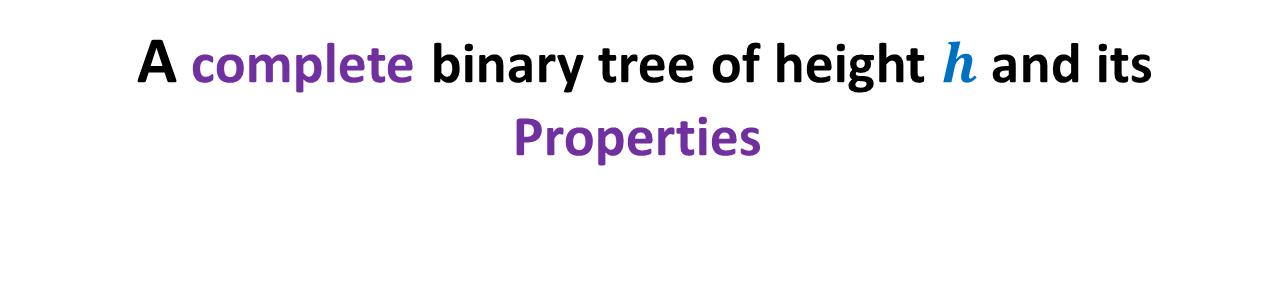 A complete binary tree of height h and its
Properties